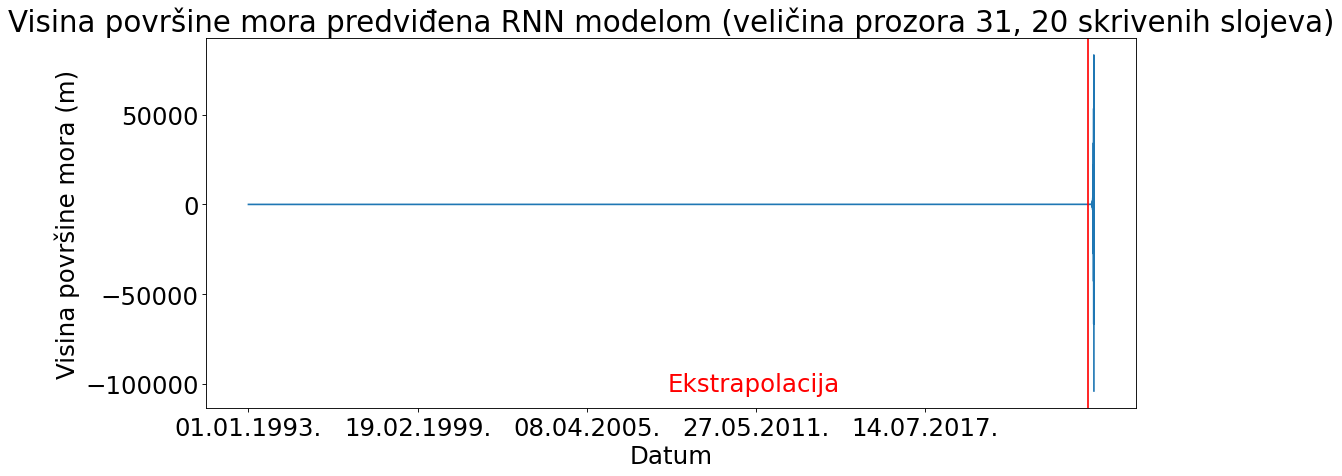 Visina površine mora predviđena RNN modelom (veličina prozora 31, 20 skrivenih slojeva)
Visina površine mora (m)
50000
0
−50000
−100000
Ekstrapolacija
01.01.1993. 19.02.1999. 08.04.2005. 27.05.2011. 14.07.2017.
Datum